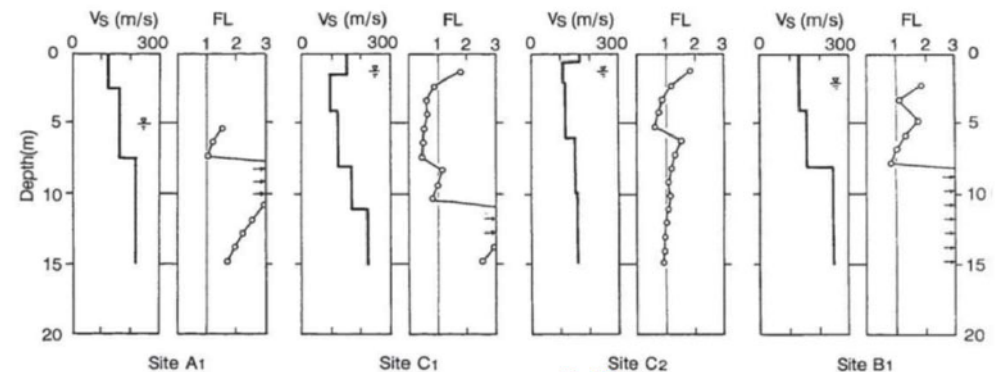 Vs (m/s) FL Vs (m/s) FL Vs (m/s) FL Vs (m/s) FL
0 300 1 2 3 0 300 1 2 3 0 300 1 2 3 0 300 1 2 3
0 0
5 5
Depth(m)
10 10
15 15
20 20
Site A1 Site C1 Site C2 Site B1